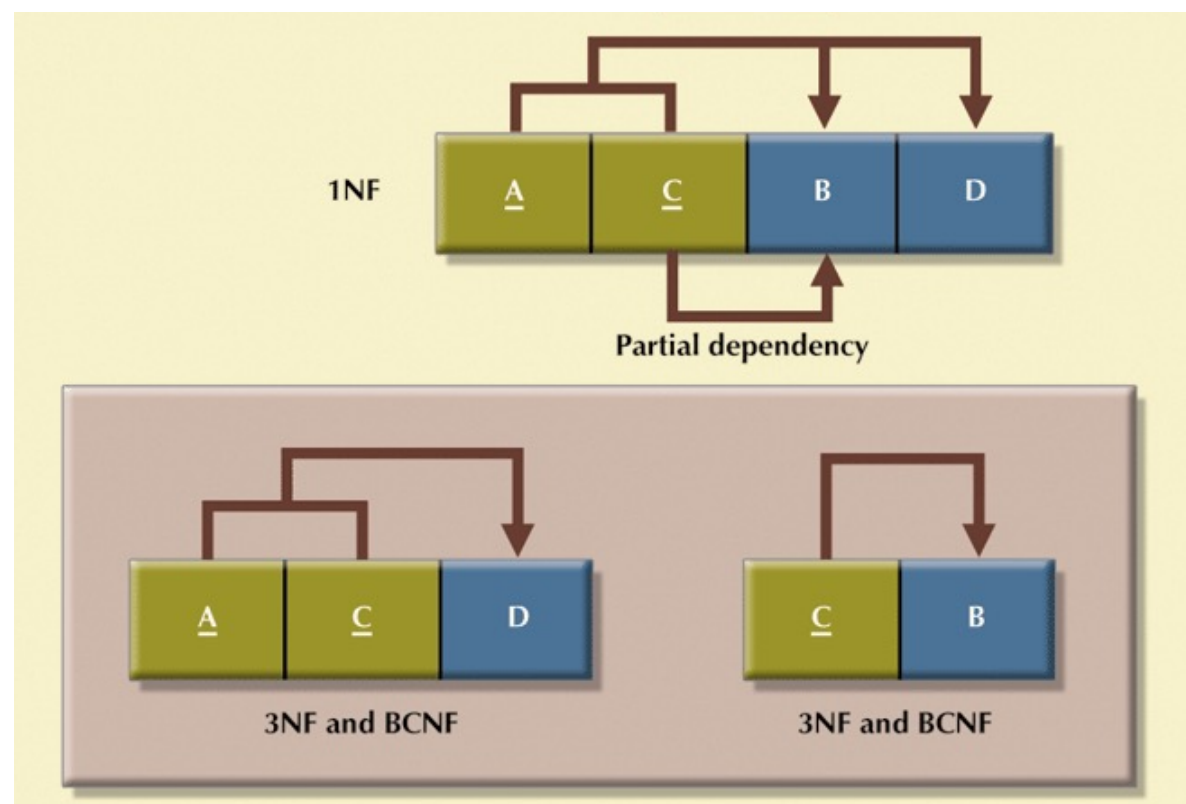 1NF
A C B D
Partial dependency
A C D
3NF and BCNF
C B
3NF and BCNF